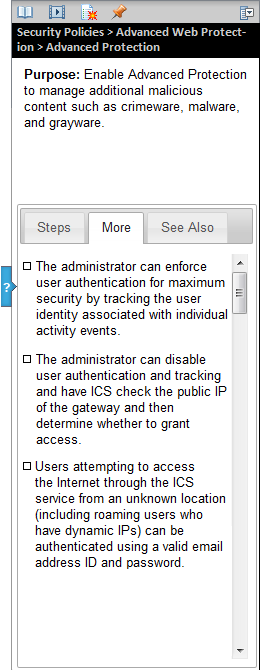 Security Policies > Advanced Web Protect-
ion > Advanced Protection
Purpose: Enable Advanced Protection
to manage additional malicious
content such as crimeware, malware,
and grayware.
Steps More See Also
The administrator can enforce
user authentication for maximum
security by tracking the user
identity associated with individual
activity events.
The administrator can disable
user authentication and tracking
and have ICS check the public IP
of the gateway and then
determine whether to grant
access.
Users attempting to access
the Internet through the ICS
service from an unknown location
(including roaming users who
have dynamic IPs) can be
authenticated using a valid email
address ID and password.
?